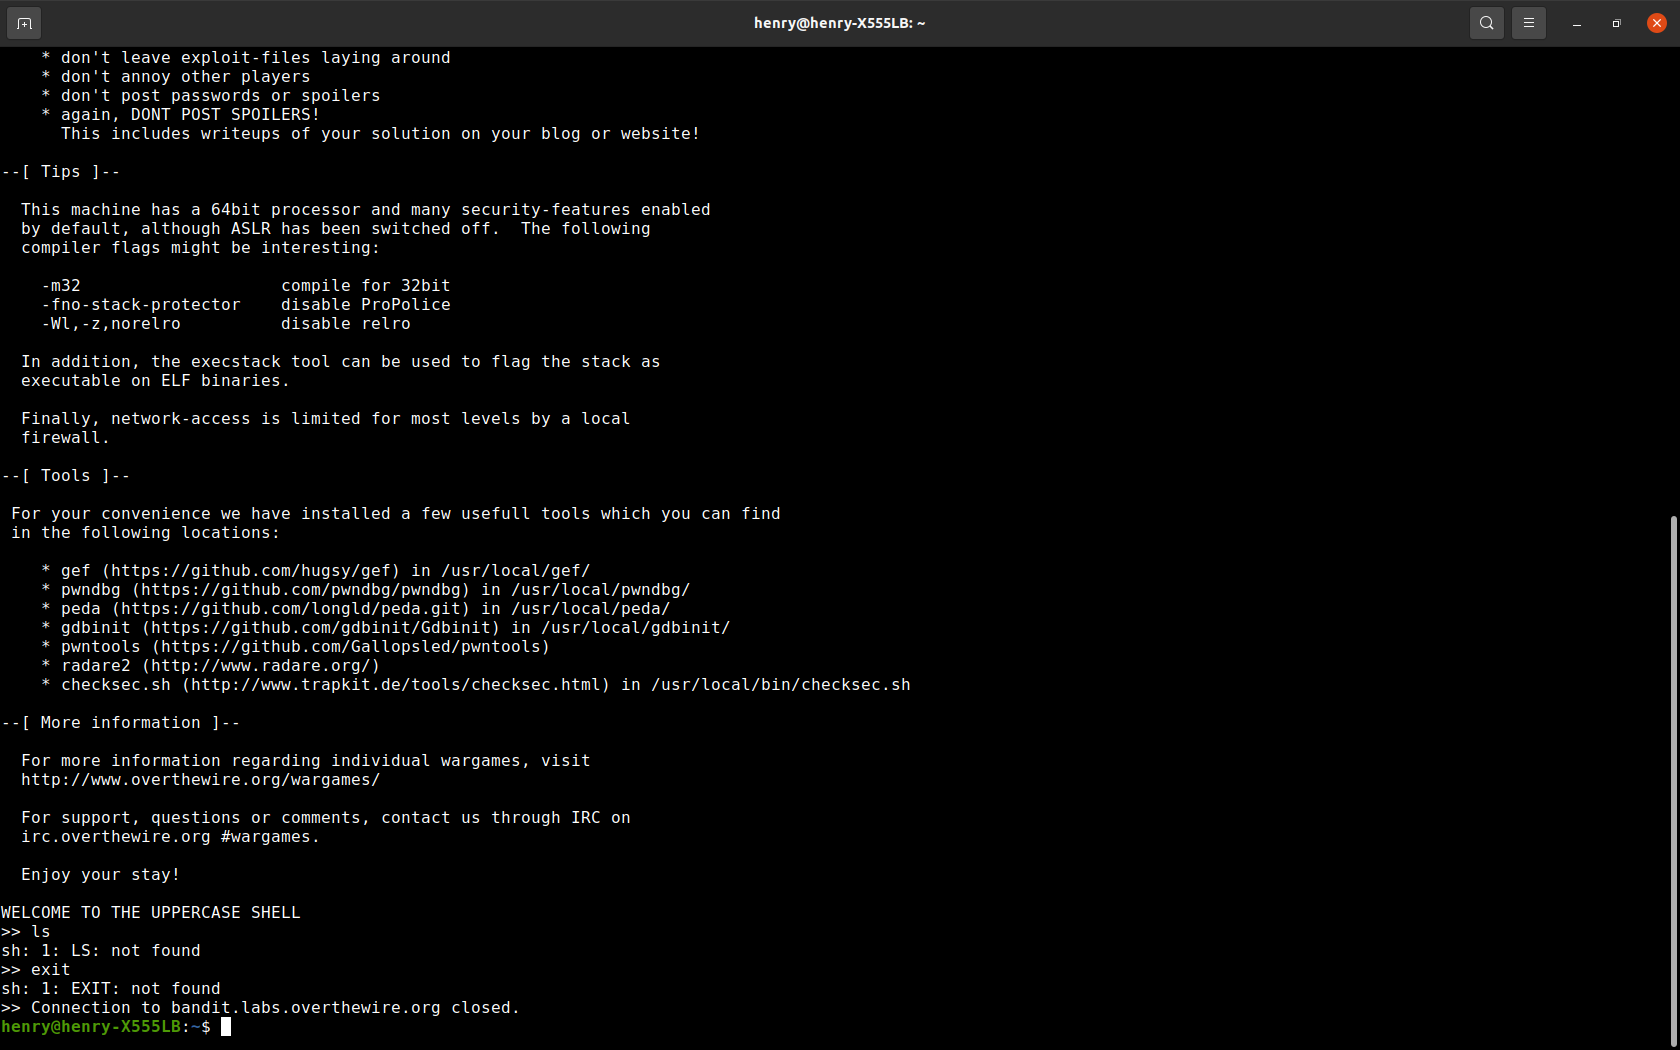 henry@henry-X555LB: ~
    * don't leave exploit-files laying around
    * don't annoy other players
    * don't post passwords or spoilers
    * again, DONT POST SPOILERS!
      This includes writeups of your solution on your blog or website!
--[ Tips ]--
  This machine has a 64bit processor and many security-features enabled
  by default, although ASLR has been switched off.  The following
  compiler flags might be interesting:
    -m32                    compile for 32bit
    -fno-stack-protector    disable ProPolice
    -Wl,-z,norelro          disable relro
  In addition, the execstack tool can be used to flag the stack as
  executable on ELF binaries.
  Finally, network-access is limited for most levels by a local
  firewall.
--[ Tools ]--
 For your convenience we have installed a few usefull tools which you can find
 in the following locations:
    * gef (https://github.com/hugsy/gef) in /usr/local/gef/
    * pwndbg (https://github.com/pwndbg/pwndbg) in /usr/local/pwndbg/
    * peda (https://github.com/longld/peda.git) in /usr/local/peda/
    * gdbinit (https://github.com/gdbinit/Gdbinit) in /usr/local/gdbinit/
    * pwntools (https://github.com/Gallopsled/pwntools)
    * radare2 (http://www.radare.org/)
    * checksec.sh (http://www.trapkit.de/tools/checksec.html) in /usr/local/bin/checksec.sh
--[ More information ]--
  For more information regarding individual wargames, visit
  http://www.overthewire.org/wargames/
  For support, questions or comments, contact us through IRC on
  irc.overthewire.org #wargames.
  Enjoy your stay!
WELCOME TO THE UPPERCASE SHELL
>> ls
sh: 1: LS: not found
>> exit
sh: 1: EXIT: not found
>> Connection to bandit.labs.overthewire.org closed.
henry@henry-X555LB:~$